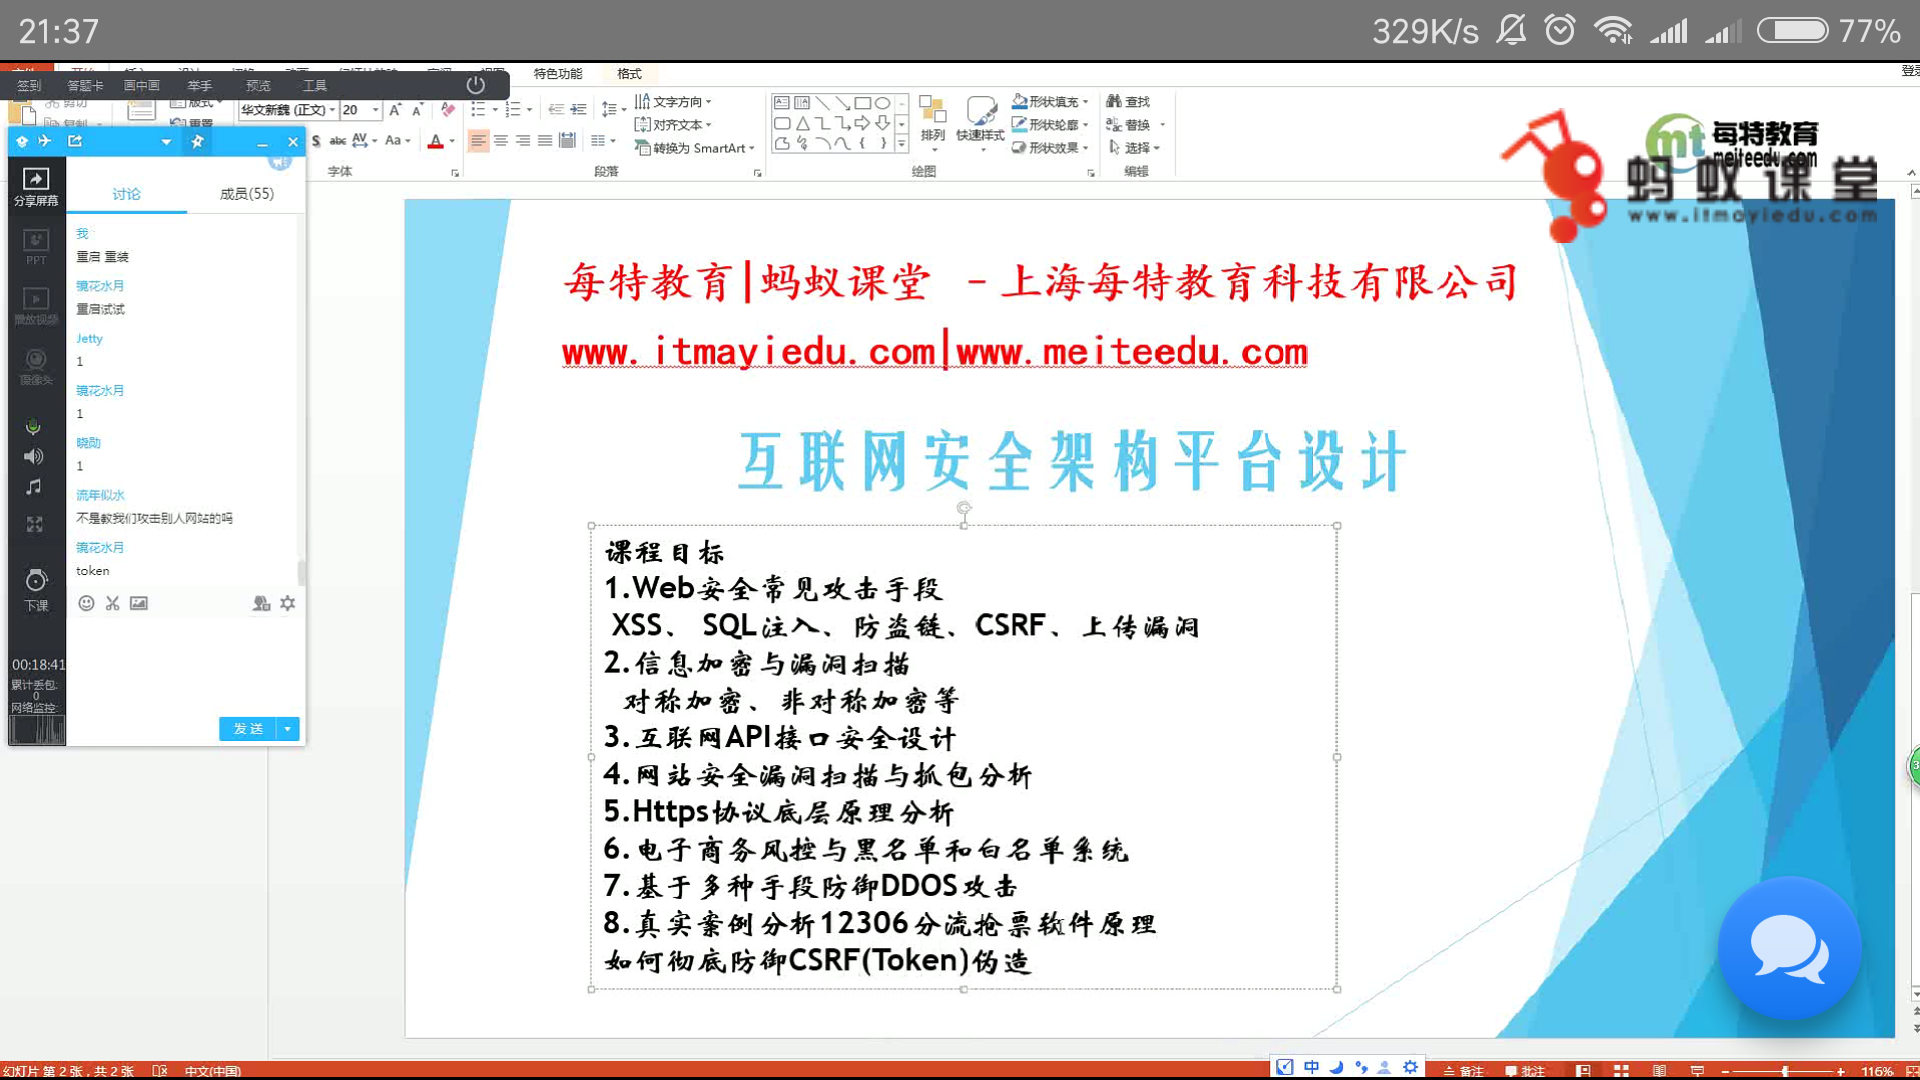 21:37
329K/s
77%
签到 答题卡 画中画 举手 预览 工具
特色功能 格式
华文新魏 (正文) 20
文字方向
对齐文本
转换为 SmartArt
排列
快速样式
形状填充
形状轮廓
形状效果
查找
替换
选择
字体
段落
绘图
编辑
每特教育
meiteedu.com
蚂蚁课堂
www.itmayiedu.com
分享屏幕
PPT
播放视频
摄像头
下课
00:18:41
累计丢包:
0
网络监控:
讨论
成员(55)
我
重启 重装
镜花水月
重启试试
Jetty
1
镜花水月
1
晓勋
1
流年似水
不是教我们攻击别人网站的吗
镜花水月
token
发送
每特教育|蚂蚁课堂 -上海每特教育科技有限公司
www.itmayiedu.com|www.meiteedu.com
互联网安全架构平台设计
课程目标
1.Web安全常见攻击手段
XSS、 SQL注入、防盗链、CSRF、上传漏洞
2.信息加密与漏洞扫描
对称加密、非对称加密等
3.互联网API接口安全设计
4.网站安全漏洞扫描与抓包分析
5.Https协议底层原理分析
6.电子商务风控与黑名单和白名单系统
7.基于多种手段防御DDOS攻击
8.真实案例分析12306分流抢票软件原理
如何彻底防御CSRF(Token)伪造
幻灯片 第 2 张，共 2 张
中文(中国)
中
备注
批注
116%